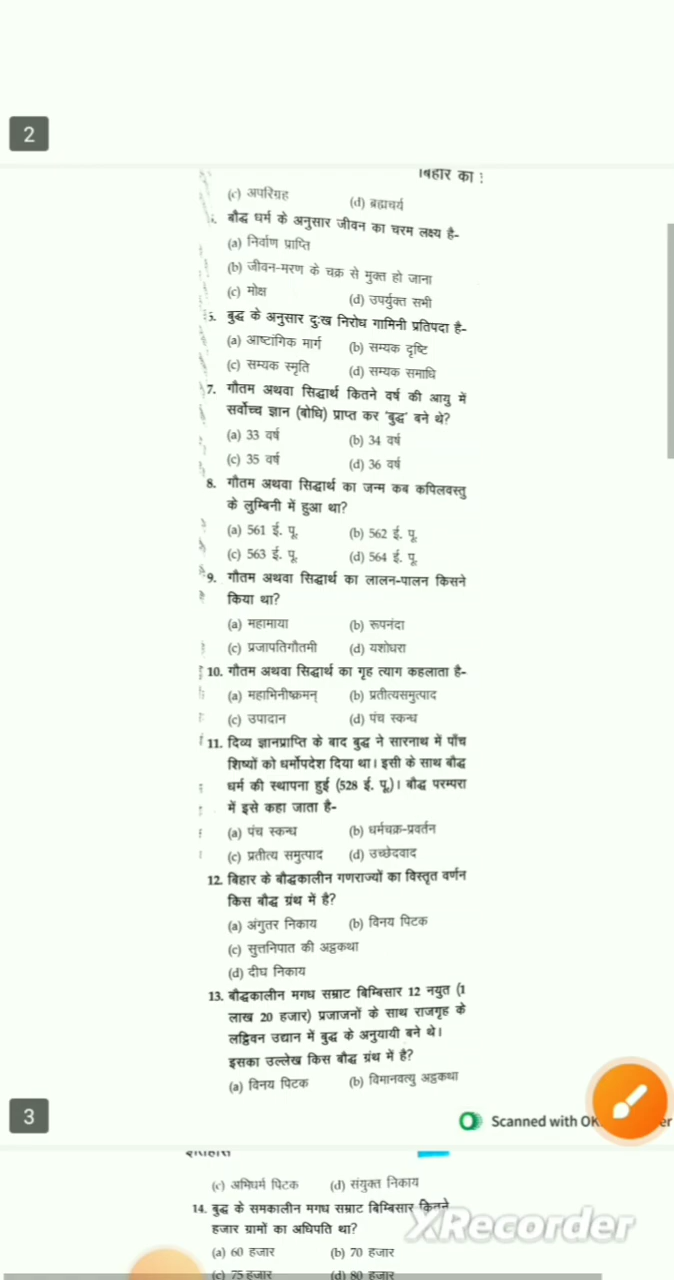 2
बिहार का :
(c) अपरिग्रह (d) ब्रह्मचर्य
बौद्ध धर्म के अनुसार जीवन का चरम लक्ष्य है-
(a) निर्वाण प्राप्ति
(b) जीवन-मरण के चक्र से मुक्त हो जाना
(c) मोक्ष (d) उपर्युक्त सभी
बुद्ध के अनुसार दुःख निरोध गामिनी प्रतिपदा है-
(a) आष्टांगिक मार्ग (b) सम्यक दृष्टि
(c) सम्यक स्मृति (d) सम्यक समाधि
7. गौतम अथवा सिद्धार्थ कितने वर्ष की आयु में
सर्वोच्च ज्ञान (बोधि) प्राप्त कर 'बुद्ध' बने थे?
(a) 33 वर्ष (b) 34 वर्ष
(c) 35 वर्ष (d) 36 वर्ष
8. गौतम अथवा सिद्धार्थ का जन्म कब कपिलवस्तु
के लुम्बिनी में हुआ था?
(a) 561 ई. पू. (b) 562 ई. पू.
(c) 563 ई. पू. (d) 564 ई. पू.
9. गौतम अथवा सिद्धार्थ का लालन-पालन किसने
किया था?
(a) महामाया (b) रूपनंदा
(c) प्रजापतिगौतमी (d) यशोधरा
10. गौतम अथवा सिद्धार्थ का गृह त्याग कहलाता है-
(a) महाभिनीष्क्रमन् (b) प्रतीत्यसमुत्पाद
(c) उपादान (d) पंच स्कन्ध
11. दिव्य ज्ञानप्राप्ति के बाद बुद्ध ने सारनाथ में पाँच
शिष्यों को धर्मोपदेश दिया था। इसी के साथ बौद्ध
धर्म की स्थापना हुई (528 ई. पू.)। बौद्ध परम्परा
में इसे कहा जाता है-
(a) पंच स्कन्ध (b) धर्मचक्र-प्रवर्तन
(c) प्रतीत्य समुत्पाद (d) उच्छेदवाद
12. बिहार के बौद्धकालीन गणराज्यों का विस्तृत वर्णन
किस बौद्ध ग्रंथ में है?
(a) अंगुतर निकाय (b) विनय पिटक
(c) सुत्तनिपात की अट्ठकथा
(d) दीघ निकाय
13. बौद्धकालीन मगध सम्राट बिम्बिसार 12 नयुत (1
लाख 20 हजार) प्रजाजनों के साथ राजगृह के
लट्ठिवन उद्यान में बुद्ध के अनुयायी बने थे।
इसका उल्लेख किस बौद्ध ग्रंथ में है?
(a) विनय पिटक (b) विमानवत्थु अट्ठकथा
3
Scanned with OK
er
इतिहास
(c) अभिधर्म पिटक (d) संयुक्त निकाय
14. बुद्ध के समकालीन मगध सम्राट बिम्बिसार कितने
हजार ग्रामों का अधिपति था?
XRecorder
(a) 60 हजार (b) 70 हजार
(c) 75 हजार (d) 80 हजार